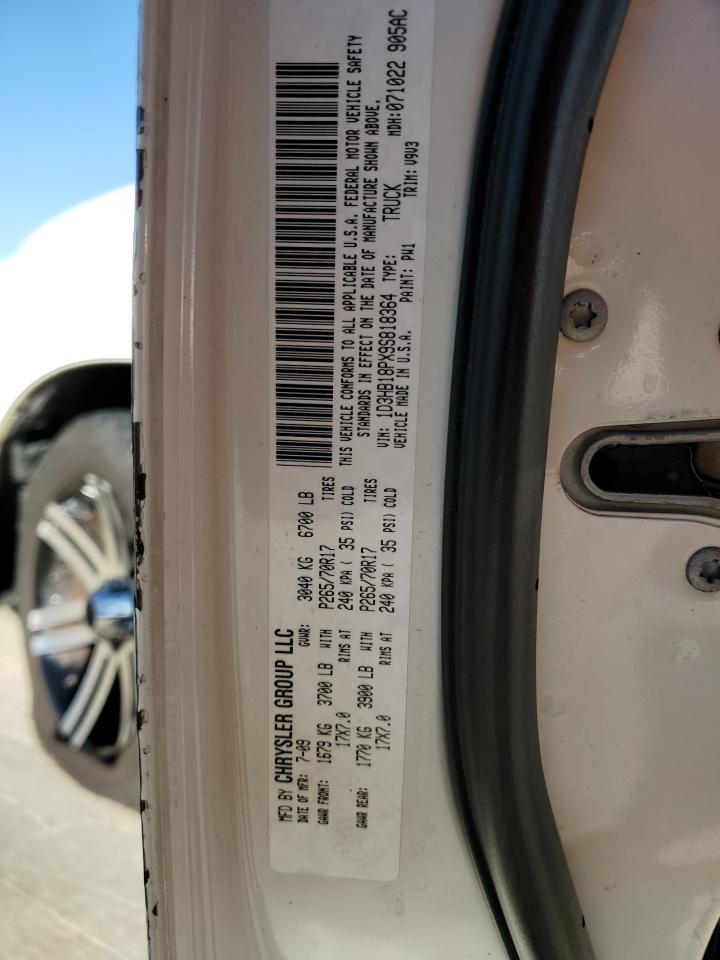 MFD BY CHRYSLER GROUP LLC
DATE OF MFR: 7-09 GVWR: 3040 KG 6700 LB
GAWR FRONT: 1679 KG 3700 LB WITH P265/70R17 TIRES
17X7.0 RIMS AT 240 KPA ( 35 PSI) COLD
GAWR REAR: 1770 KG 3900 LB WITH P265/70R17 TIRES
17X7.0 RIMS AT 240 KPA ( 35 PSI) COLD
THIS VEHICLE CONFORMS TO ALL APPLICABLE U.S.A. FEDERAL MOTOR VEHICLE SAFETY
STANDARDS IN EFFECT ON THE DATE OF MANUFACTURE SHOWN ABOVE.
VIN: 1D3HB18PX9S818364 TYPE: TRUCK MDH:071022 905AC
VEHICLE MADE IN U.S.A. PAINT: PW1 TRIM: V9V3